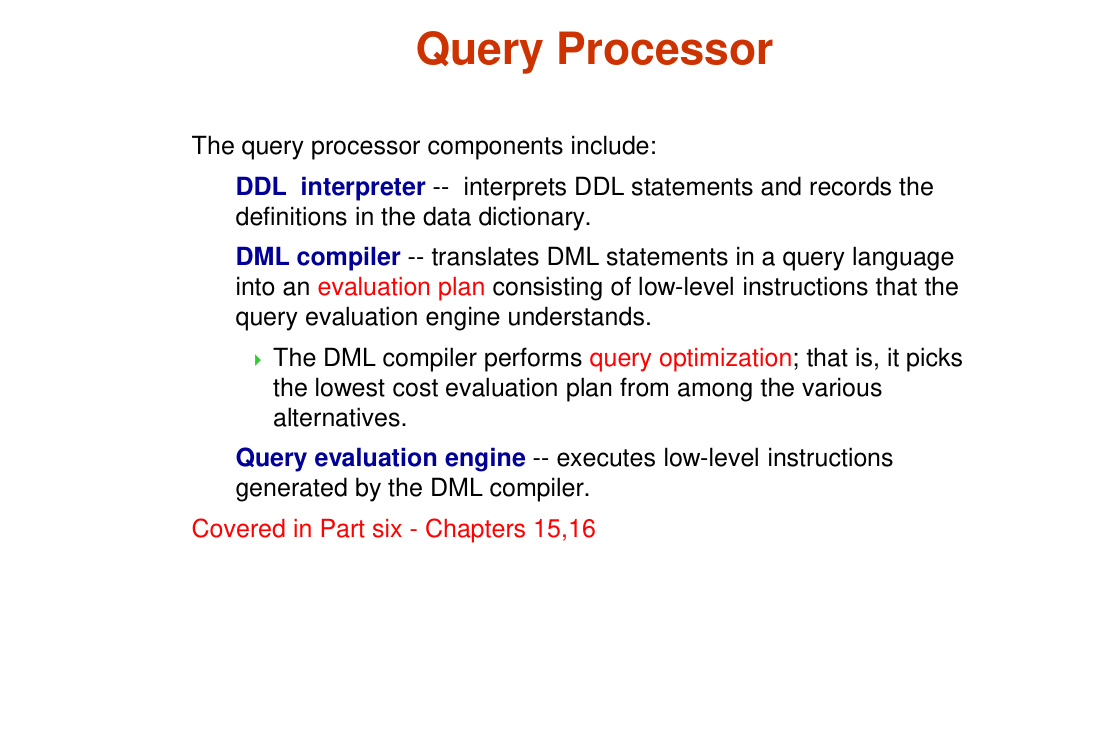 Query Processor
The query processor components include:
DDL  interpreter --  interprets DDL statements and records the
definitions in the data dictionary.
DML compiler -- translates DML statements in a query language
into an evaluation plan consisting of low-level instructions that the
query evaluation engine understands.
The DML compiler performs query optimization; that is, it picks
the lowest cost evaluation plan from among the various
alternatives.
Query evaluation engine -- executes low-level instructions
generated by the DML compiler.
Covered in Part six - Chapters 15,16